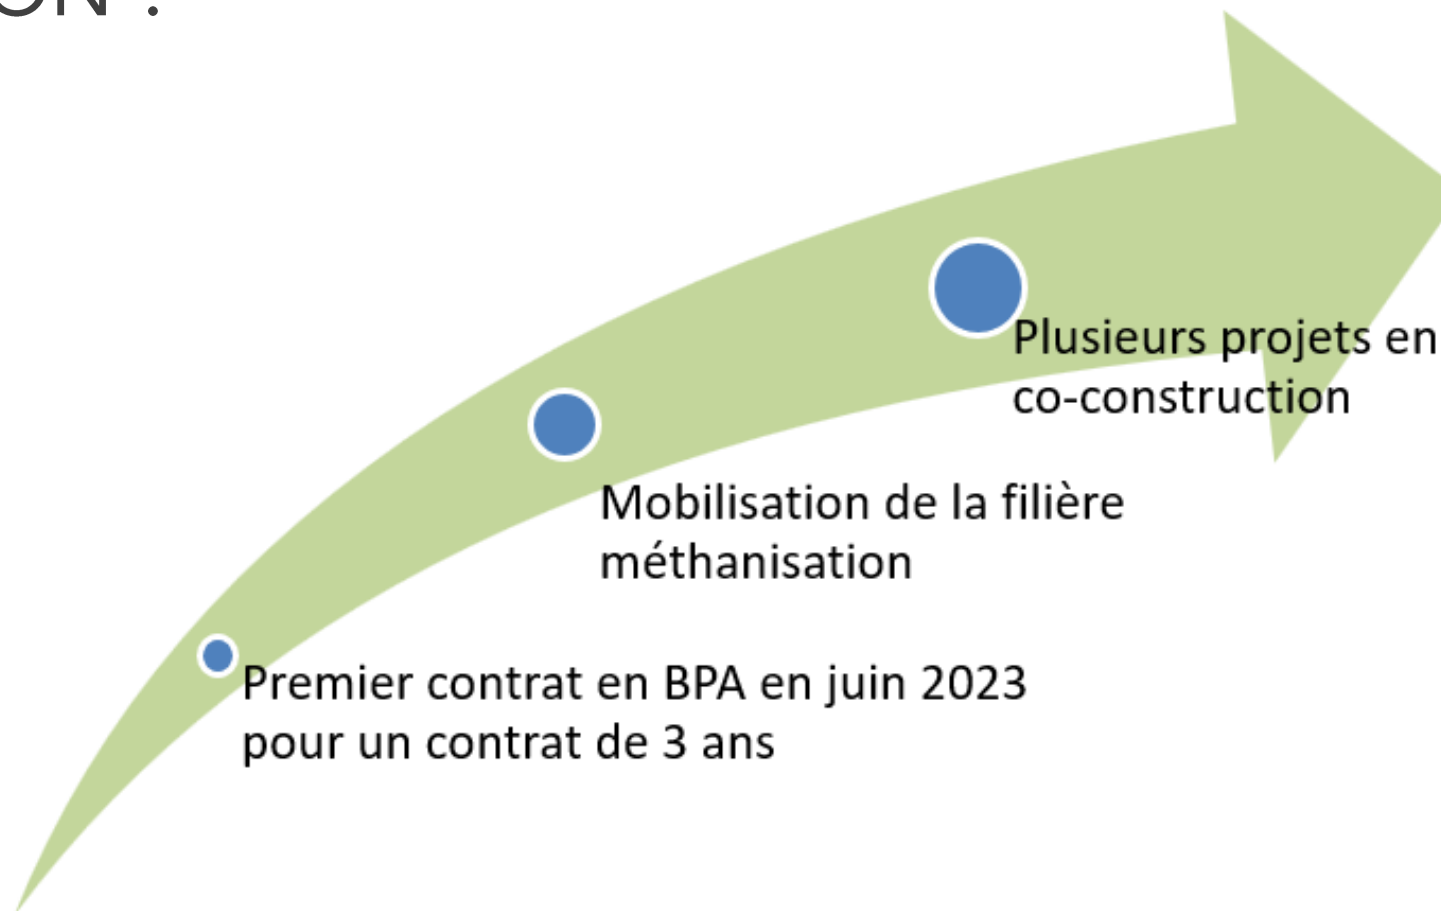 Plusieurs projets en
co-construction
Mobilisation de la filière
méthanisation
Premier contrat en BPA en juin 2023
pour un contrat de 3 ans